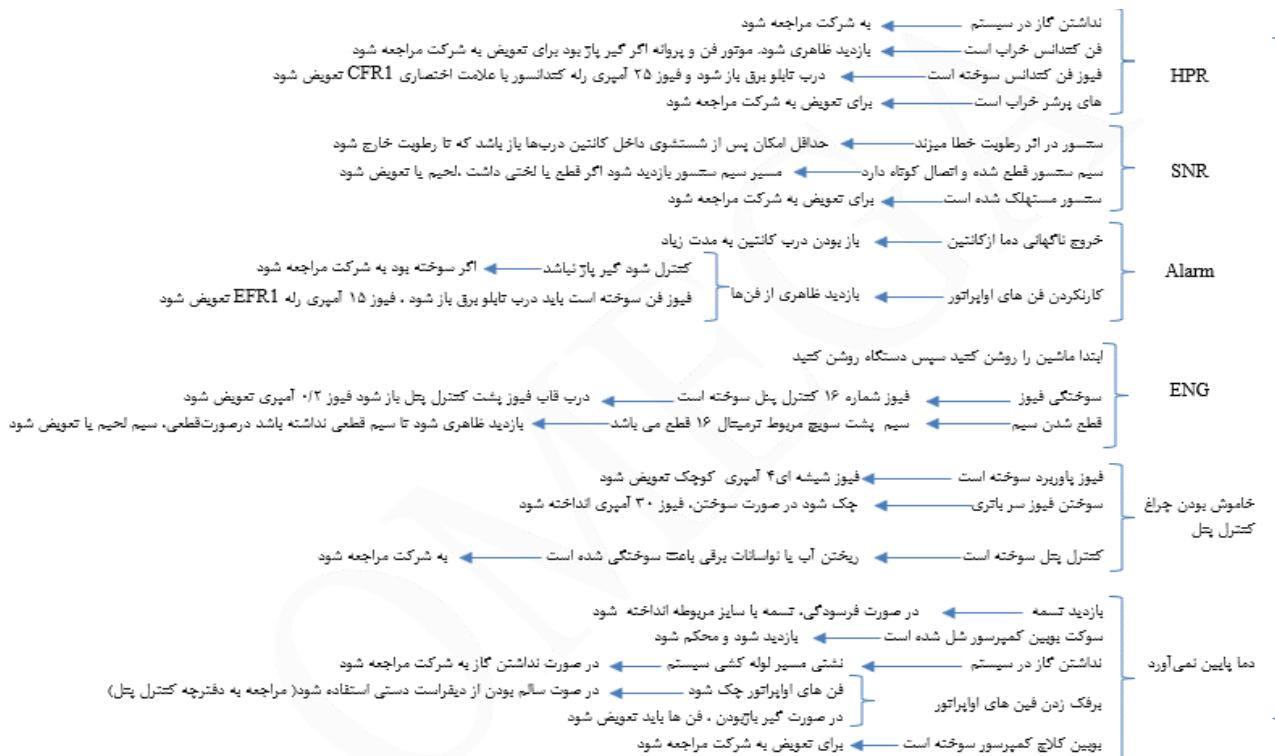 HPR
نداشتن گاز در سیستم به شرکت مراجعه شود
فن کندانس خراب است بازدید ظاهری شود. موتور فن و پروانه اگر گیر پاژ بود برای تعویض به شرکت مراجعه شود
فیوز فن کندانس سوخته است درب تابلو برق باز شود و فیوز ۲۵ آمپری رله کندانسور با علامت اختصاری CFR1 تعویض شود
های پرشر خراب است برای تعویض به شرکت مراجعه شود
SNR
سنسور در اثر رطوبت خطا میزند حداقل امکان پس از شستشوی داخل کانتین درب‌ها باز باشد که تا رطوبت خارج شود
سیم سنسور قطع شده و اتصال کوتاه دارد مسیر سیم سنسور بازدید شود اگر قطع یا لختی داشت ،لحیم یا تعویض شود
سنسور مستهلک شده است برای تعویض به شرکت مراجعه شود
Alarm
خروج ناگهانی دما ازکانتین باز بودن درب کانتین به مدت زیاد
کارنکردن فن های اواپراتور بازدید ظاهری از فن‌ها
کنترل شود گیر پاژ نباشد اگر سوخته بود به شرکت مراجعه شود
فیوز فن سوخته است باید درب تابلو برق باز شود ، فیوز ۱۵ آمپری رله EFR1 تعویض شود
ENG
ابتدا ماشین را روشن کنید سپس دستگاه روشن کنید
سوختگی فیوز فیوز شماره ۱۶ کنترل پنل سوخته است درب قاب فیوز پشت کنترل پنل باز شود فیوز ۰/۲ آمپری تعویض شود
قطع شدن سیم سیم پشت سویچ مربوط ترمینال ۱۶ قطع می باشد بازدید ظاهری شود تا سیم قطعی نداشته باشد درصورت‌قطعی، سیم لحیم یا تعویض شود
خاموش بودن چراغ
کنترل پنل
فیوز پاوربرد سوخته است فیوز شیشه ای۴ آمپری کوچک تعویض شود
سوختن فیوز سر باتری چک شود در صورت سوختن، فیوز ۳۰ آمپری انداخته شود
کنترل پنل سوخته است ریختن آب یا نواسانات برقی باعث سوختگی شده است به شرکت مراجعه شود
دما پایین نمی‌آورد
بازدید تسمه در صورت فرسودگی، تسمه با سایز مربوطه انداخته شود
سوکت بوبین کمپرسور شل شده است بازدید شود و محکم شود
نداشتن گاز در سیستم نشتی مسیر لوله کشی سیستم در صورت نداشتن گاز به شرکت مراجعه شود
برفک زدن فین های اواپراتور
فن های اواپراتور چک شود در صوت سالم بودن از دیفراست دستی استفاده شود( مراجعه به دفترچه کنترل پنل)
در صورت گیر پاژبودن ، فن ها باید تعویض شود
بوبین کلاچ کمپرسور سوخته است برای تعویض به شرکت مراجعه شود
OMEGA